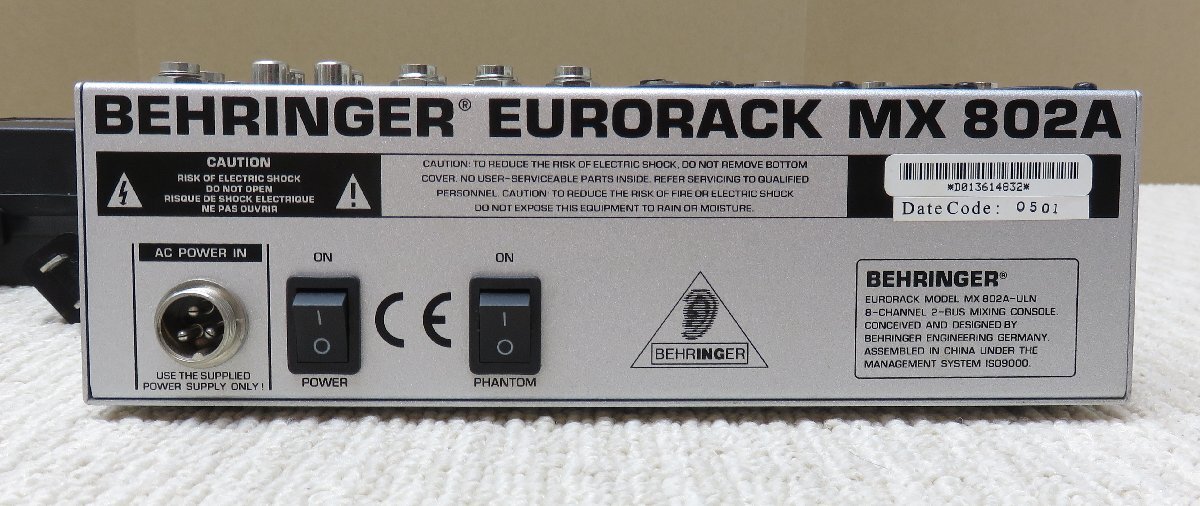 BEHRINGER® EURORACK MX 802A
CAUTION
RISK OF ELECTRIC SHOCK
DO NOT OPEN
RISQUE DE SHOCK ELECTRIQUE
NE PAS OUVRIR
CAUTION: TO REDUCE THE RISK OF ELECTRIC SHOCK, DO NOT REMOVE BOTTOM
COVER. NO USER-SERVICEABLE PARTS INSIDE. REFER SERVICING TO QUALIFIED
PERSONNEL. CAUTION: TO REDUCE THE RISK OF FIRE OR ELECTRIC SHOCK
DO NOT EXPOSE THIS EQUIPMENT TO RAIN OR MOISTURE.
*D013614832*
Date Code: 0501
AC POWER IN
USE THE SUPPLIED
POWER SUPPLY ONLY!
ON
I
O
POWER
CE
ON
I
O
PHANTOM
BEHRINGER
BEHRINGER®
EURORACK MODEL MX 802A-ULN
8-CHANNEL 2-BUS MIXING CONSOLE.
CONCEIVED AND DESIGNED BY
BEHRINGER ENGINEERING GERMANY.
ASSEMBLED IN CHINA UNDER THE
MANAGEMENT SYSTEM ISO9000.